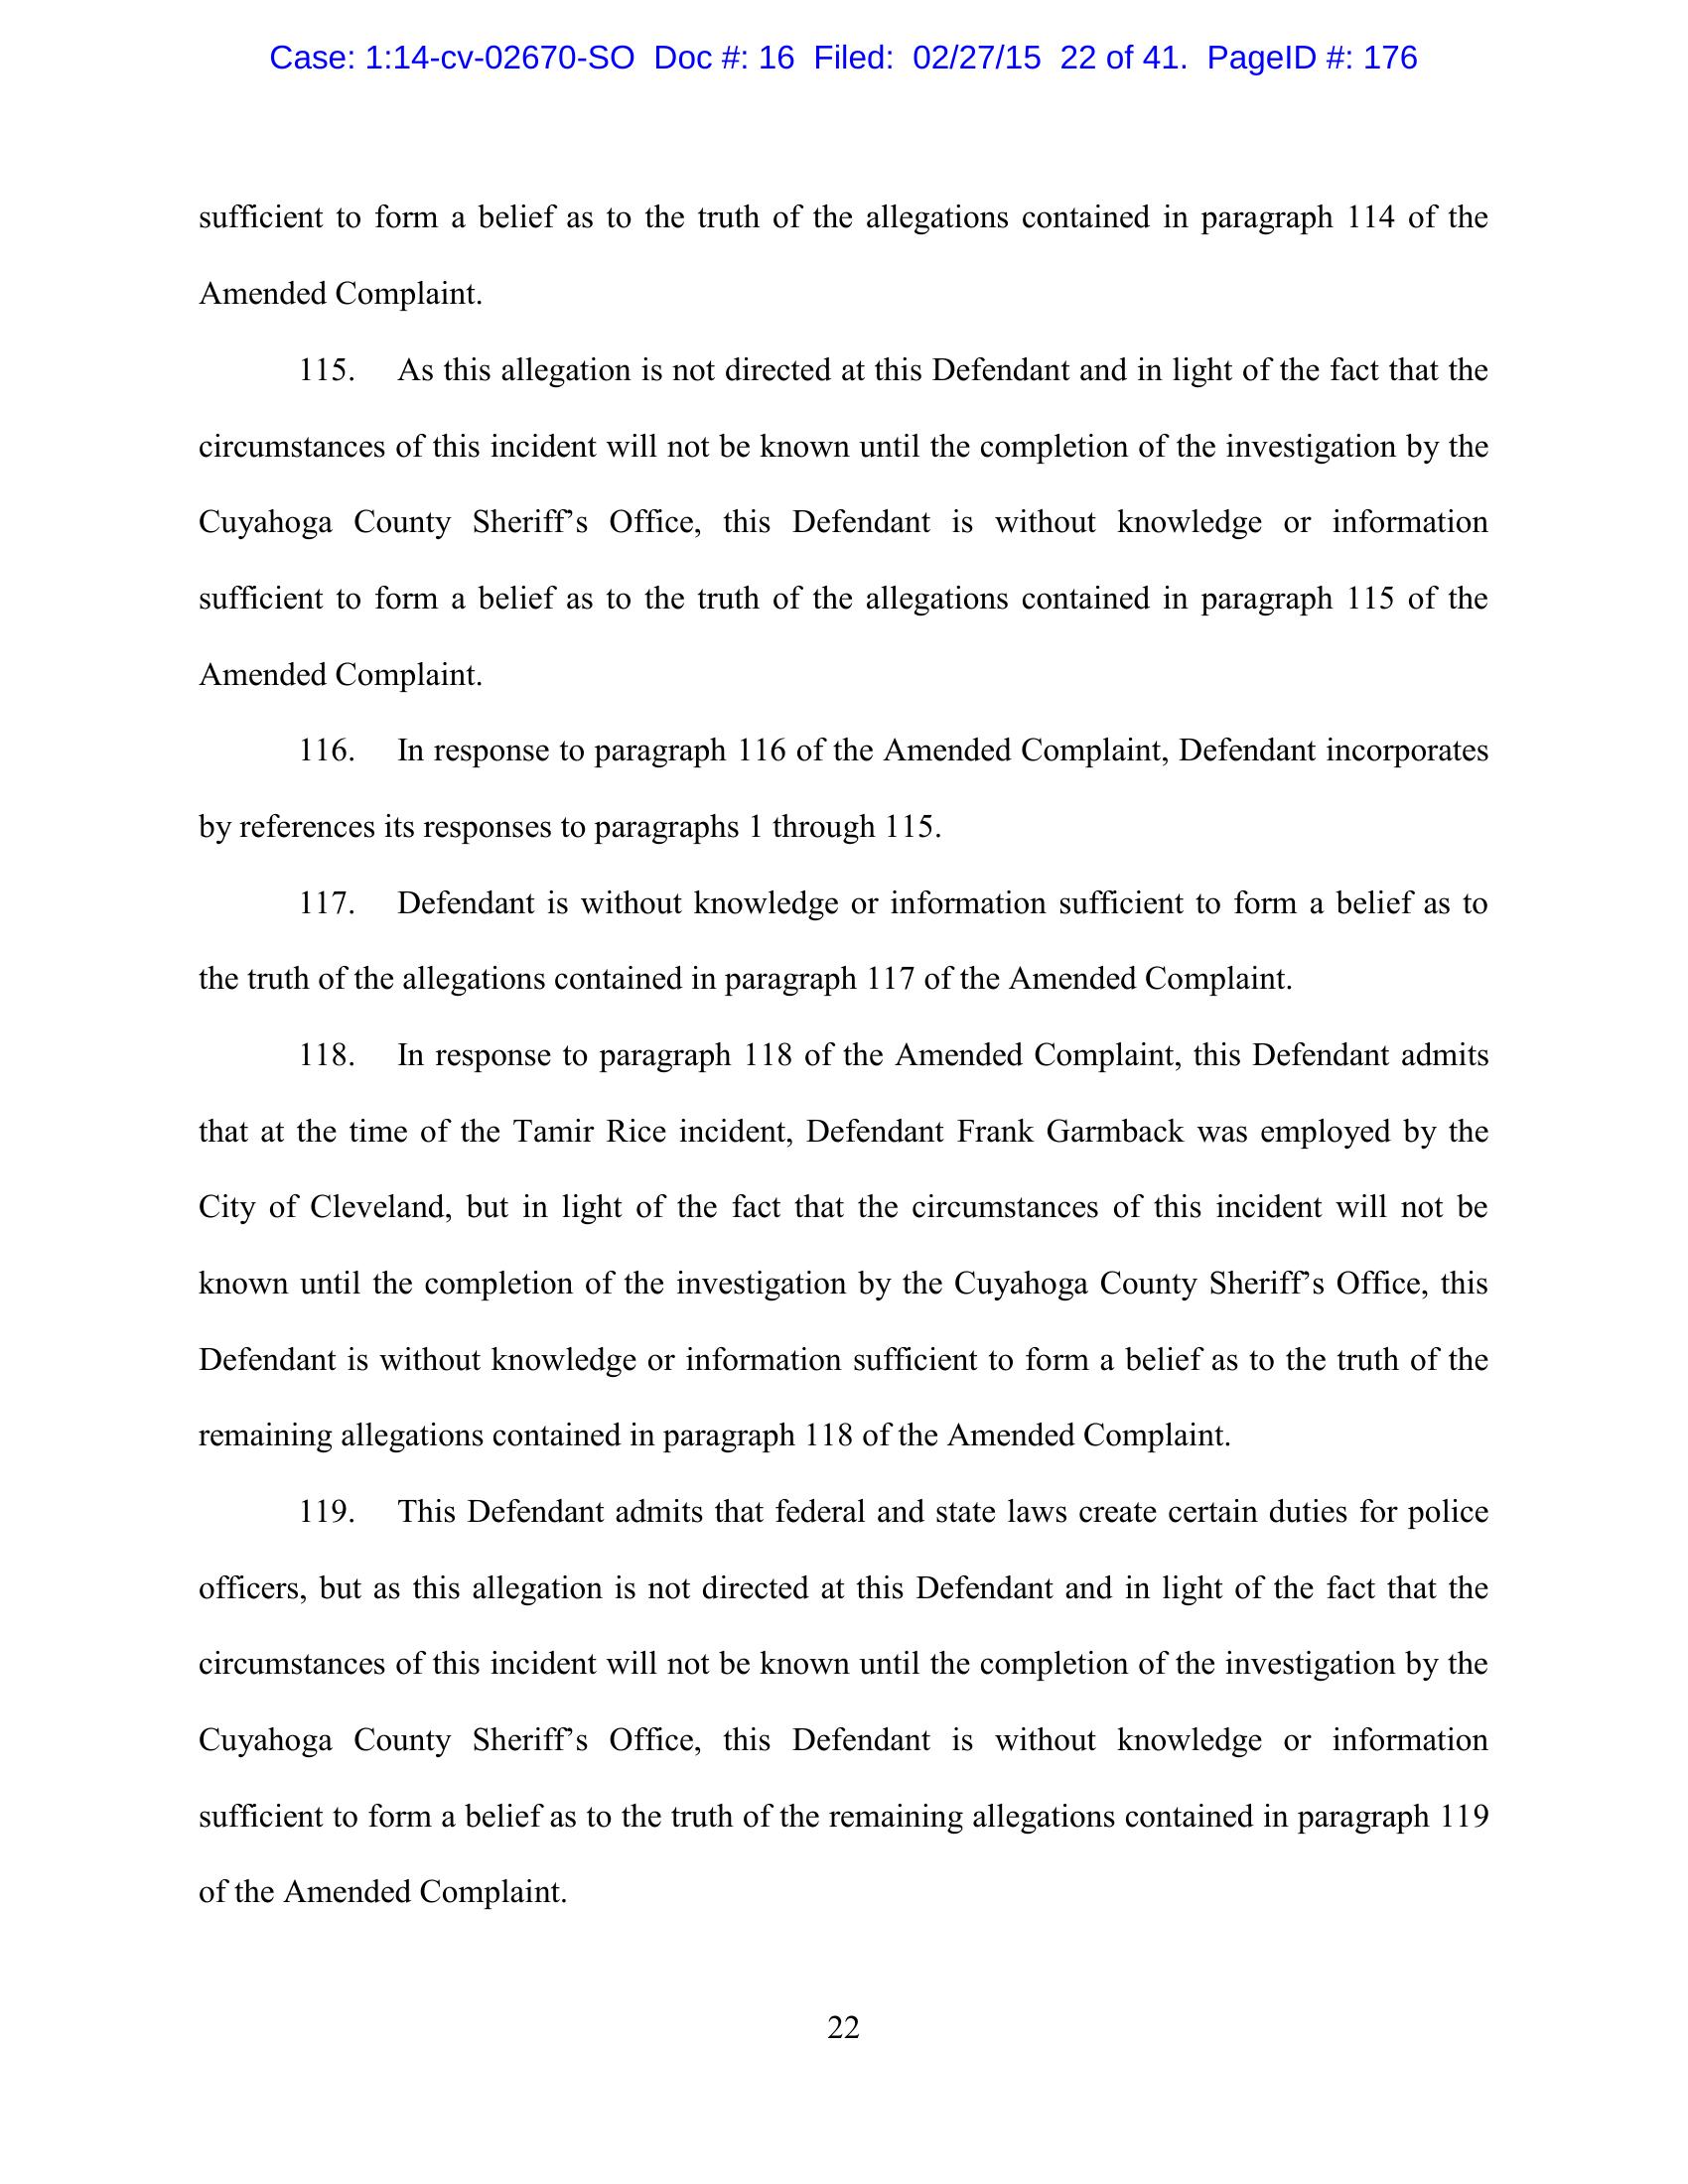 Case: 1:14-cv-02670-SO Doc #: 16 Filed: 02/27/15 22 of 41. PageID #: 176
sufficient to form a belief as to the truth of the allegations contained in paragraph 114 of the
Amended Complaint.
115. As this allegation is not directed at this Defendant and in light of the fact that the
circumstances of this incident will not be known until the completion of the investigation by the
Cuyahoga County Sheriff’s Office, this Defendant is without knowledge or information
sufficient to form a belief as to the truth of the allegations contained in paragraph 115 of the
Amended Complaint.
116. In response to paragraph 116 of the Amended Complaint, Defendant incorporates
by references its responses to paragraphs 1 through 115.
117. Defendant is without knowledge or information sufficient to form a belief as to
the truth of the allegations contained in paragraph 117 of the Amended Complaint.
118. In response to paragraph 118 of the Amended Complaint, this Defendant admits
that at the time of the Tamir Rice incident, Defendant Frank Garmback was employed by the
City of Cleveland, but in light of the fact that the circumstances of this incident will not be
known until the completion of the investigation by the Cuyahoga County Sheriff’s Office, this
Defendant is without knowledge or information sufficient to form a belief as to the truth of the
remaining allegations contained in paragraph 118 of the Amended Complaint.
119. This Defendant admits that federal and state laws create certain duties for police
officers, but as this allegation is not directed at this Defendant and in light of the fact that the
circumstances of this incident will not be known until the completion of the investigation by the
Cuyahoga County Sheriff’s Office, this Defendant is without knowledge or information
sufficient to form a belief as to the truth of the remaining allegations contained in paragraph 119
of the Amended Complaint.
22